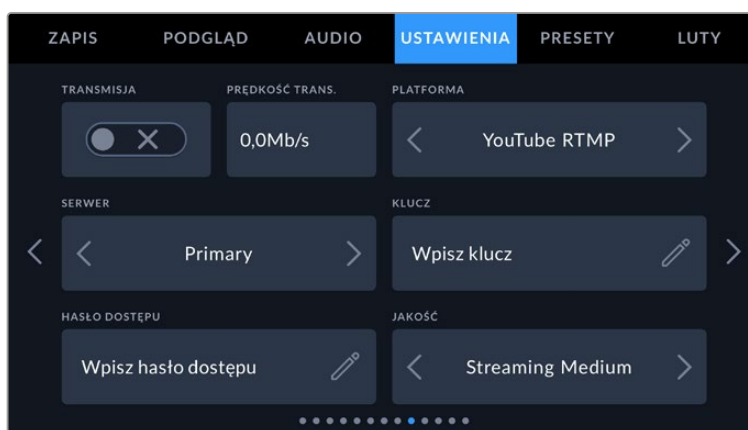 ZAPIS PODGLĄD AUDIO USTAWIENIA PRESETY LUTY
TRANSMISJA PRĘDKOŚĆ TRANS. PLATFORMA
0,0Mb/s YouTube RTMP
SERWER KLUCZ
Primary Wpisz klucz
HASŁO DOSTĘPU JAKOŚĆ
Wpisz hasło dostępu Streaming Medium